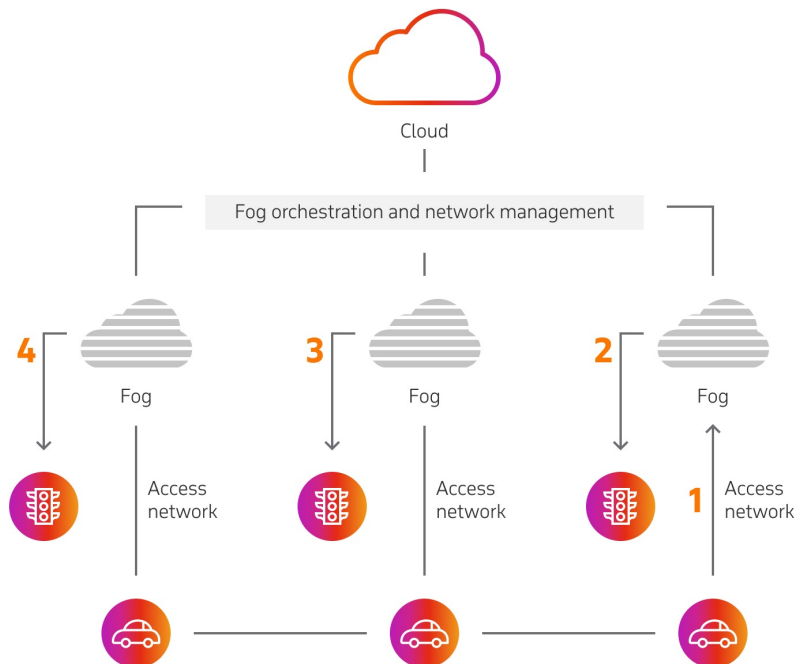 Cloud
Fog orchestration and network management
4
3
2
Fog
Fog
Fog
Access
network
Access
network
1
Access
network